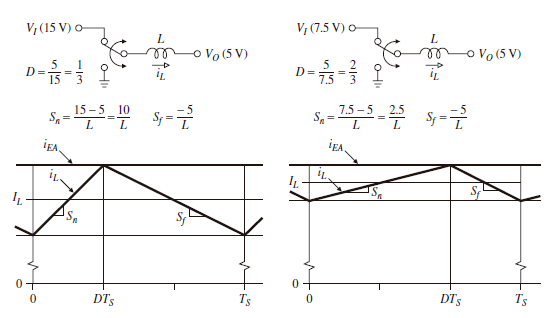 V_I (15 V)
L
V_O (5 V)
i_L
D = 5/15 = 1/3
S_n = (15 – 5)/L = 10/L
S_f = –5/L
i_EA
i_L
I_L
S_n
S_f
0
0
DT_S
T_S
V_I (7.5 V)
L
V_O (5 V)
i_L
D = 5/7.5 = 2/3
S_n = (7.5 – 5)/L = 2.5/L
S_f = –5/L
i_EA
i_L
I_L
S_n
S_f
0
0
DT_S
T_S